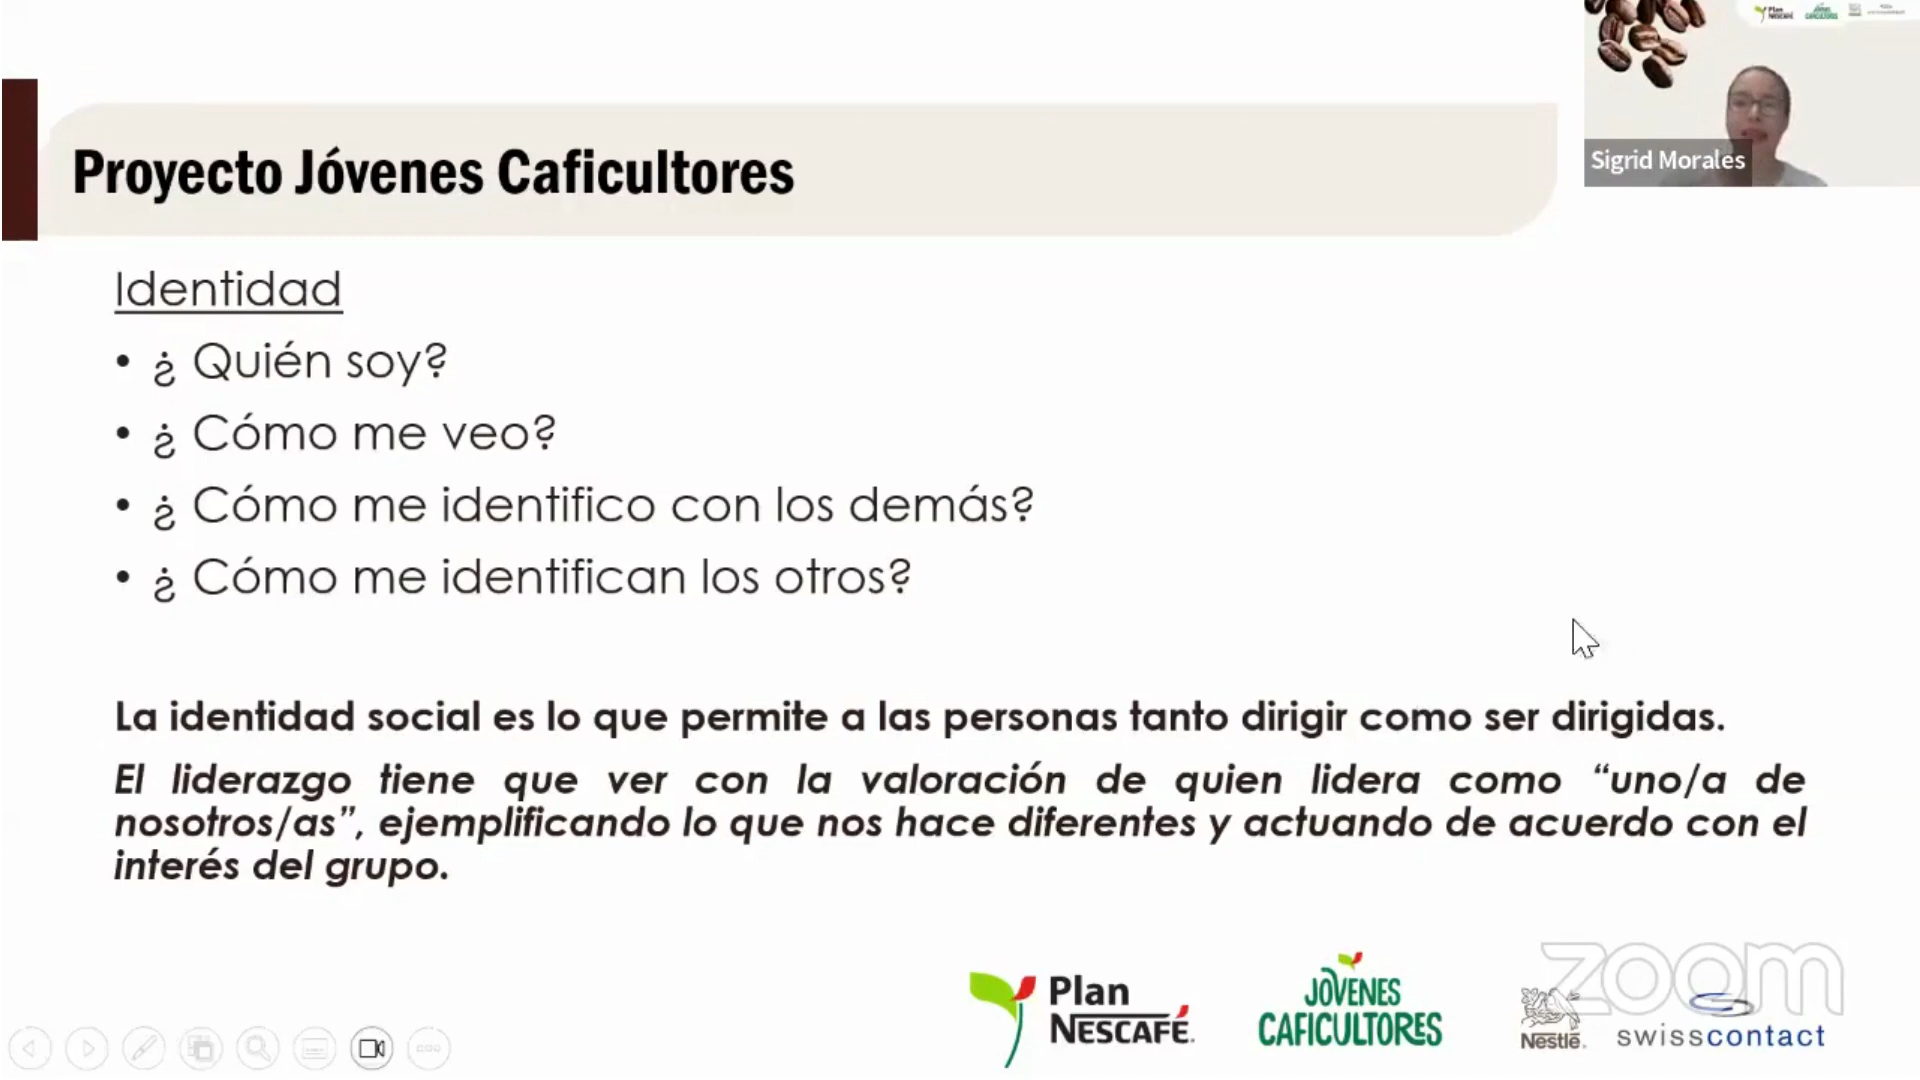 Sigrid Morales
Proyecto Jóvenes Caficultores
Identidad
• ¿ Quién soy?
• ¿ Cómo me veo?
• ¿ Cómo me identifico con los demás?
• ¿ Cómo me identifican los otros?
La identidad social es lo que permite a las personas tanto dirigir como ser dirigidas.
El liderazgo tiene que ver con la valoración de quien lidera como “uno/a de
nosotros/as”, ejemplificando lo que nos hace diferentes y actuando de acuerdo con el
interés del grupo.
Plan
NESCAFÉ.
JÓVENES
CAFICULTORES
Nestlé.
zoom
swisscontact